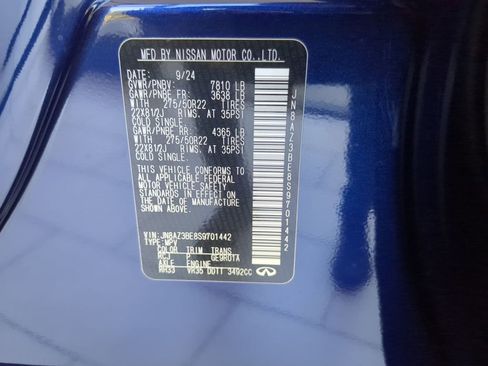 MFD BY NISSAN MOTOR CO.,LTD.
DATE: 9/24
GVWR/PNBV: 7810 LB
GAWR/PNBE FR: 3638 LB
WITH 275/50R22 TIRES
22X8 1/2J RIMS, AT 35PSI
COLD SINGLE.
GAWR/PNBE RR: 4365 LB
WITH 275/50R22 TIRES
22X8 1/2J RIMS, AT 35PSI
COLD SINGLE.
THIS VEHICLE CONFORMS
TO ALL APPLICABLE FEDERAL
MOTOR VEHICLE SAFETY
STANDARDS IN EFFECT ON
THE DATE OF MANUFACTURE
SHOWN ABOVE.
VIN: JN8AZ3BE8S9701442
TYPE: MPV
COLOR TRIM TRANS
RCJ P GE9R01A
AXLE ENGINE
MH33 VR35 DDTT 3492CC
INFINITI
JN8AZ3BE8S9701442